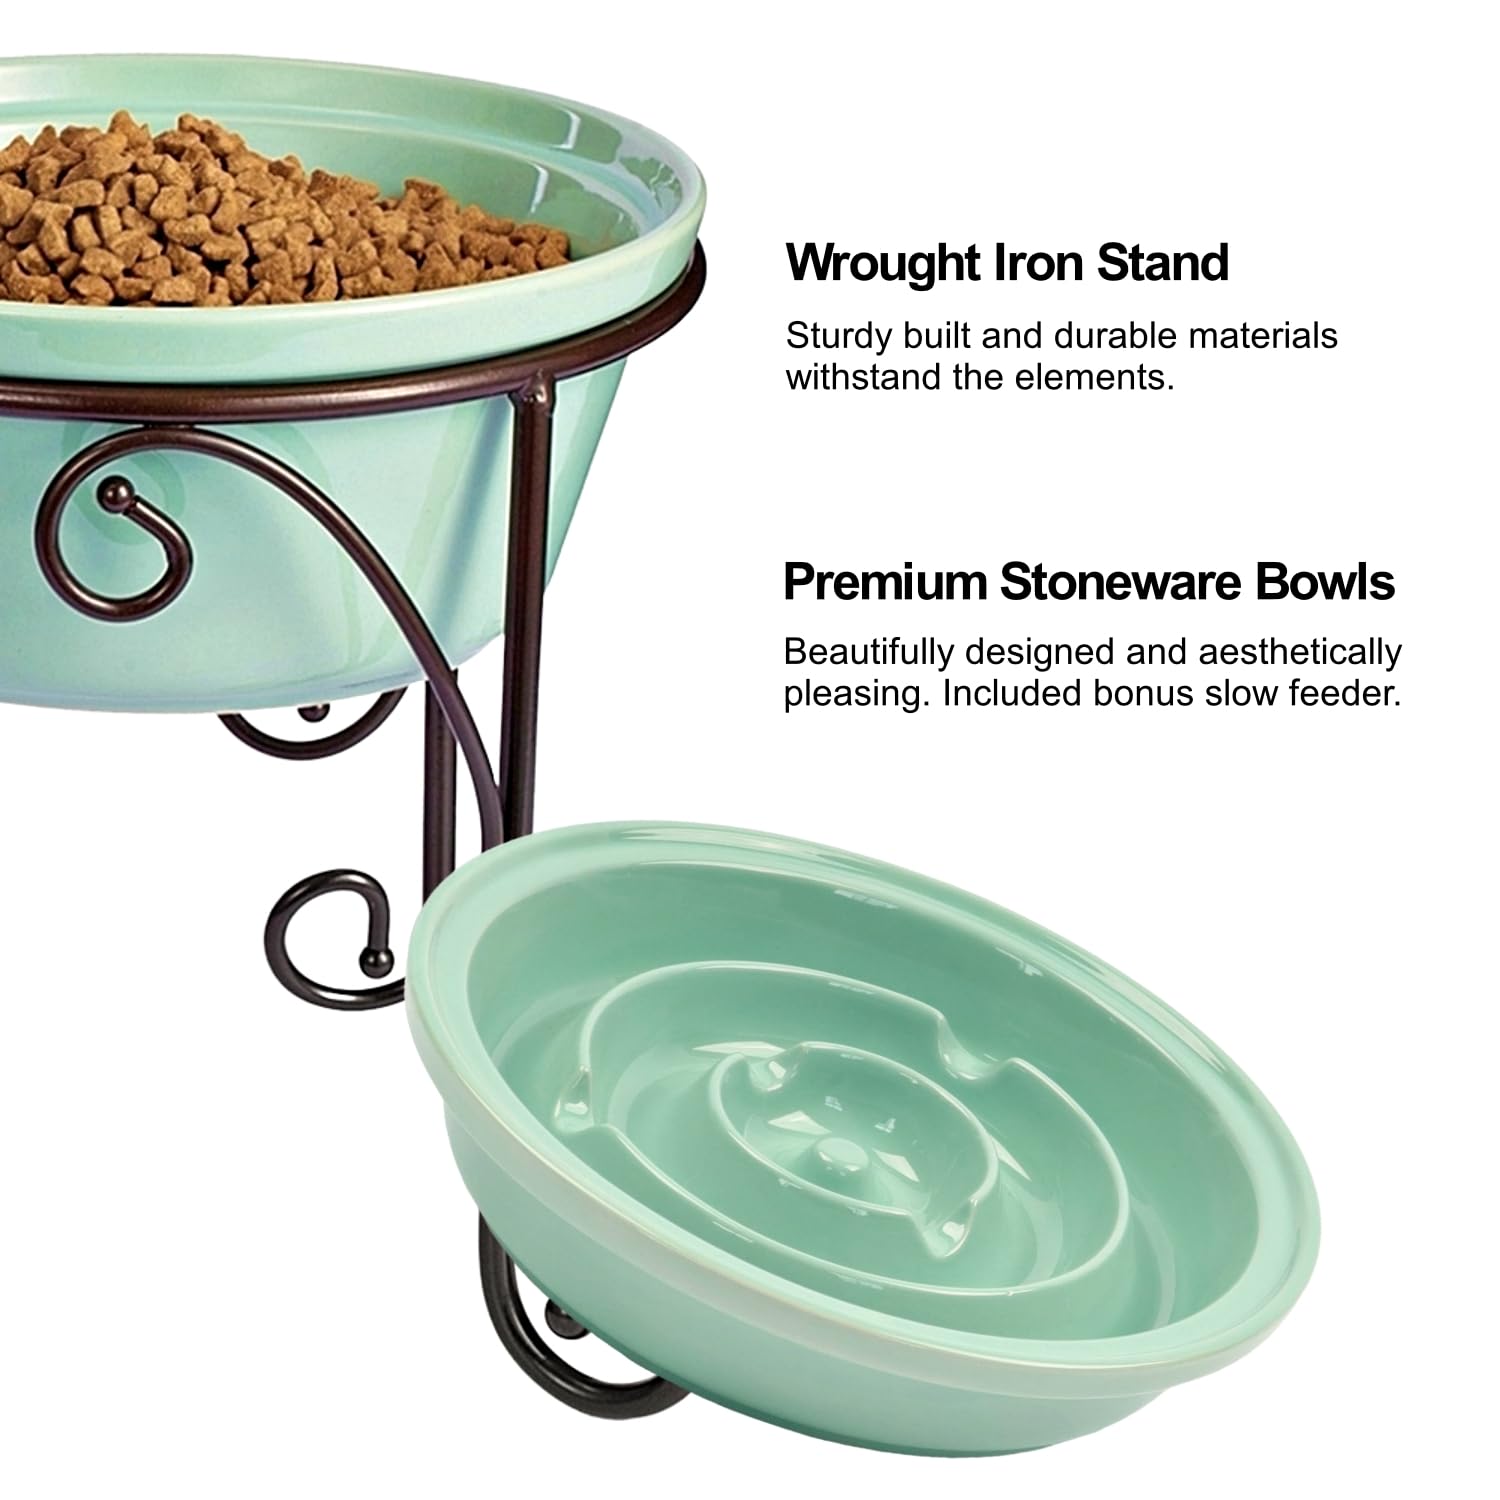 Wrought Iron Stand
Sturdy built and durable materials
withstand the elements.
Premium Stoneware Bowls
Beautifully designed and aesthetically
pleasing. Included bonus slow feeder.